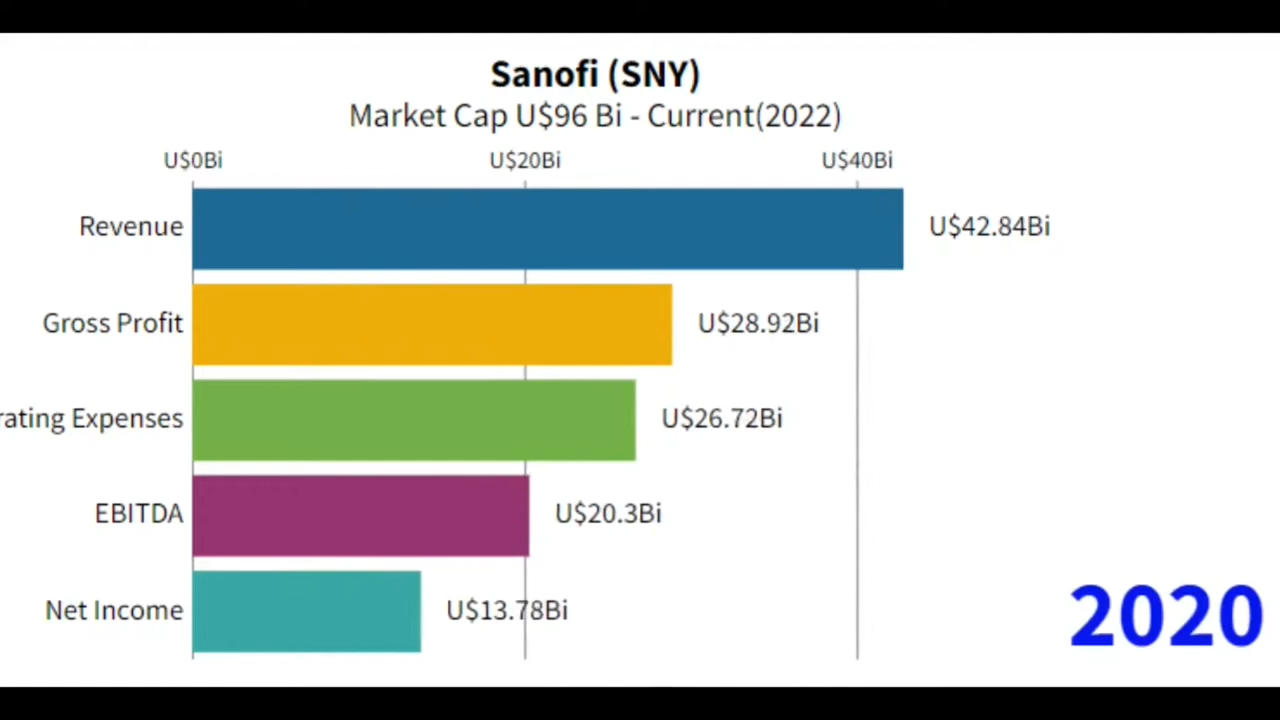 Sanofi (SNY)
Market Cap U$96 Bi - Current(2022)
U$0Bi U$20Bi U$40Bi
Revenue U$42.84Bi
Gross Profit U$28.92Bi
rating Expenses U$26.72Bi
EBITDA U$20.3Bi
Net Income U$13.78Bi
2020